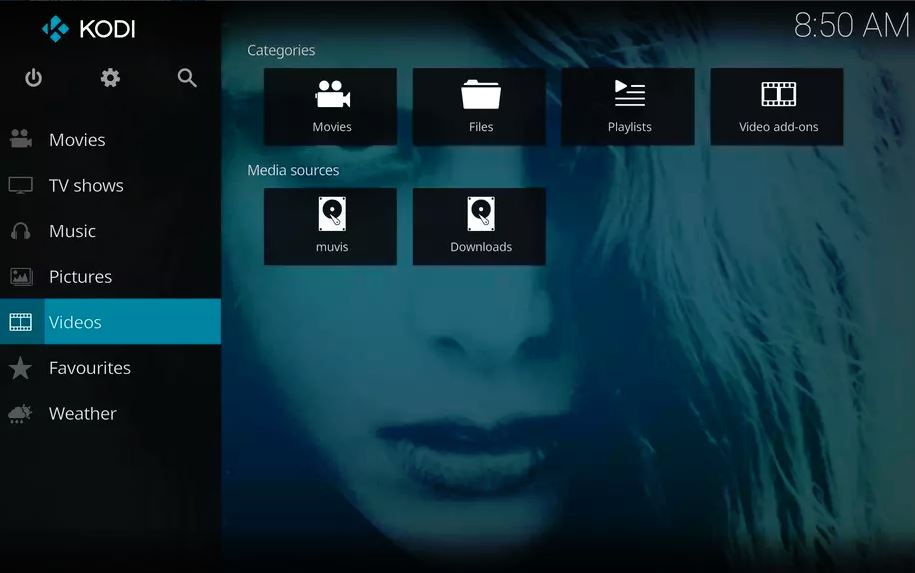 KODI
8:50 AM
Categories
Movies
Files
Playlists
Video add-ons
Media sources
muvis
Downloads
Movies
TV shows
Music
Pictures
Videos
Favourites
Weather